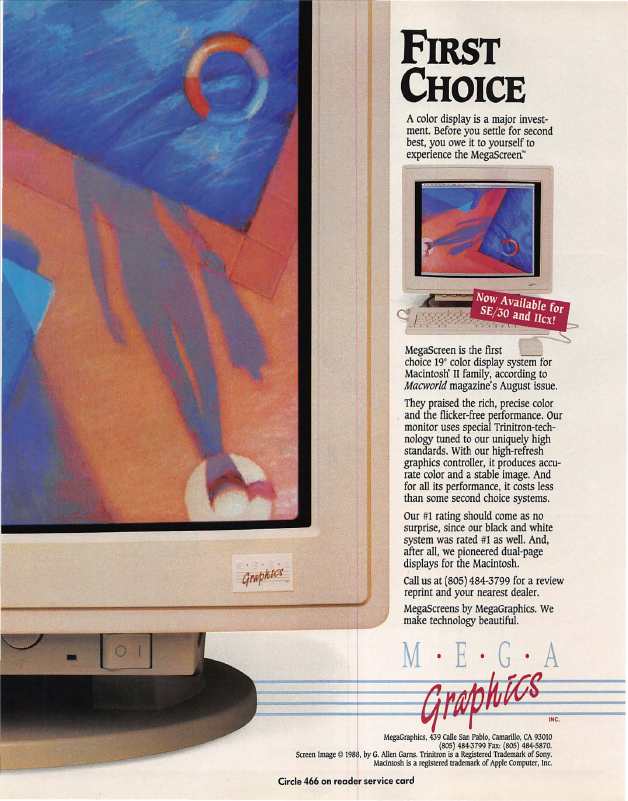 FIRST
CHOICE
A color display is a major invest-
ment. Before you settle for second
best, you owe it to yourself to
experience the MegaScreen™
Now Available for
SE/30 and IIcx!
MegaScreen is the first
choice 19" color display system for
Macintosh® II family, according to
Macworld magazine's August issue.
They praised the rich, precise color
and the flicker-free performance. Our
monitor uses special Trinitron-tech-
nology tuned to our uniquely high
standards. With our high-refresh
graphics controller, it produces accu-
rate color and a stable image. And
for all its performance, it costs less
than some second choice systems.
Our #1 rating should come as no
surprise, since our black and white
system was rated #1 as well. And,
after all, we pioneered dual-page
displays for the Macintosh.
Call us at (805) 484-3799 for a review
reprint and your nearest dealer.
MegaScreens by MegaGraphics. We
make technology beautiful.
M·E·G·A
Graphics
M·E·G·A
Graphics
INC.
MegaGraphics, 439 Calle San Pablo, Camarillo, CA 93010
(805) 484-3799 Fax: (805) 484-5870.
Screen Image © 1988, by G. Allen Garns. Trinitron is a Registered Trademark of Sony.
Macintosh is a registered trademark of Apple Computer, Inc.
Circle 466 on reader service card